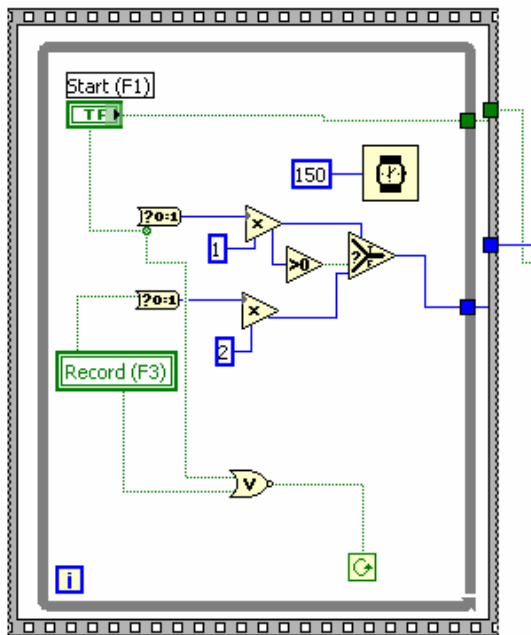 Start (F1)
TF
150
?0:1
x
1
>0
?
T
F
?0:1
x
2
Record (F3)
V
i